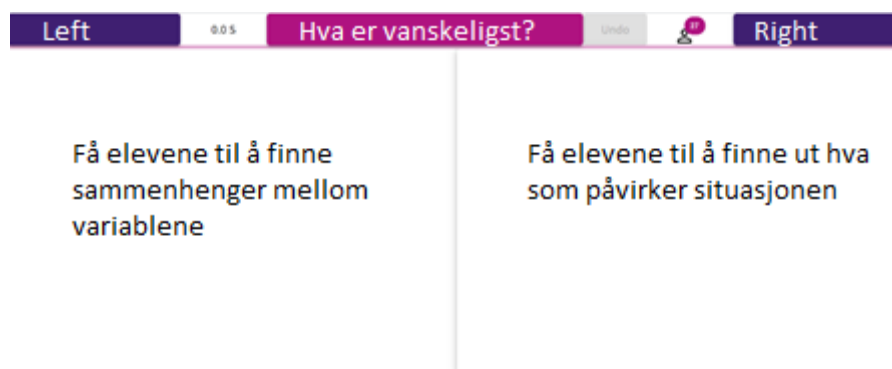 Left
0.0 S
Hva er vanskeligst?
Undo
Right
Få elevene til å finne
sammenhenger mellom
variablene
Få elevene til å finne ut hva
som påvirker situasjonen